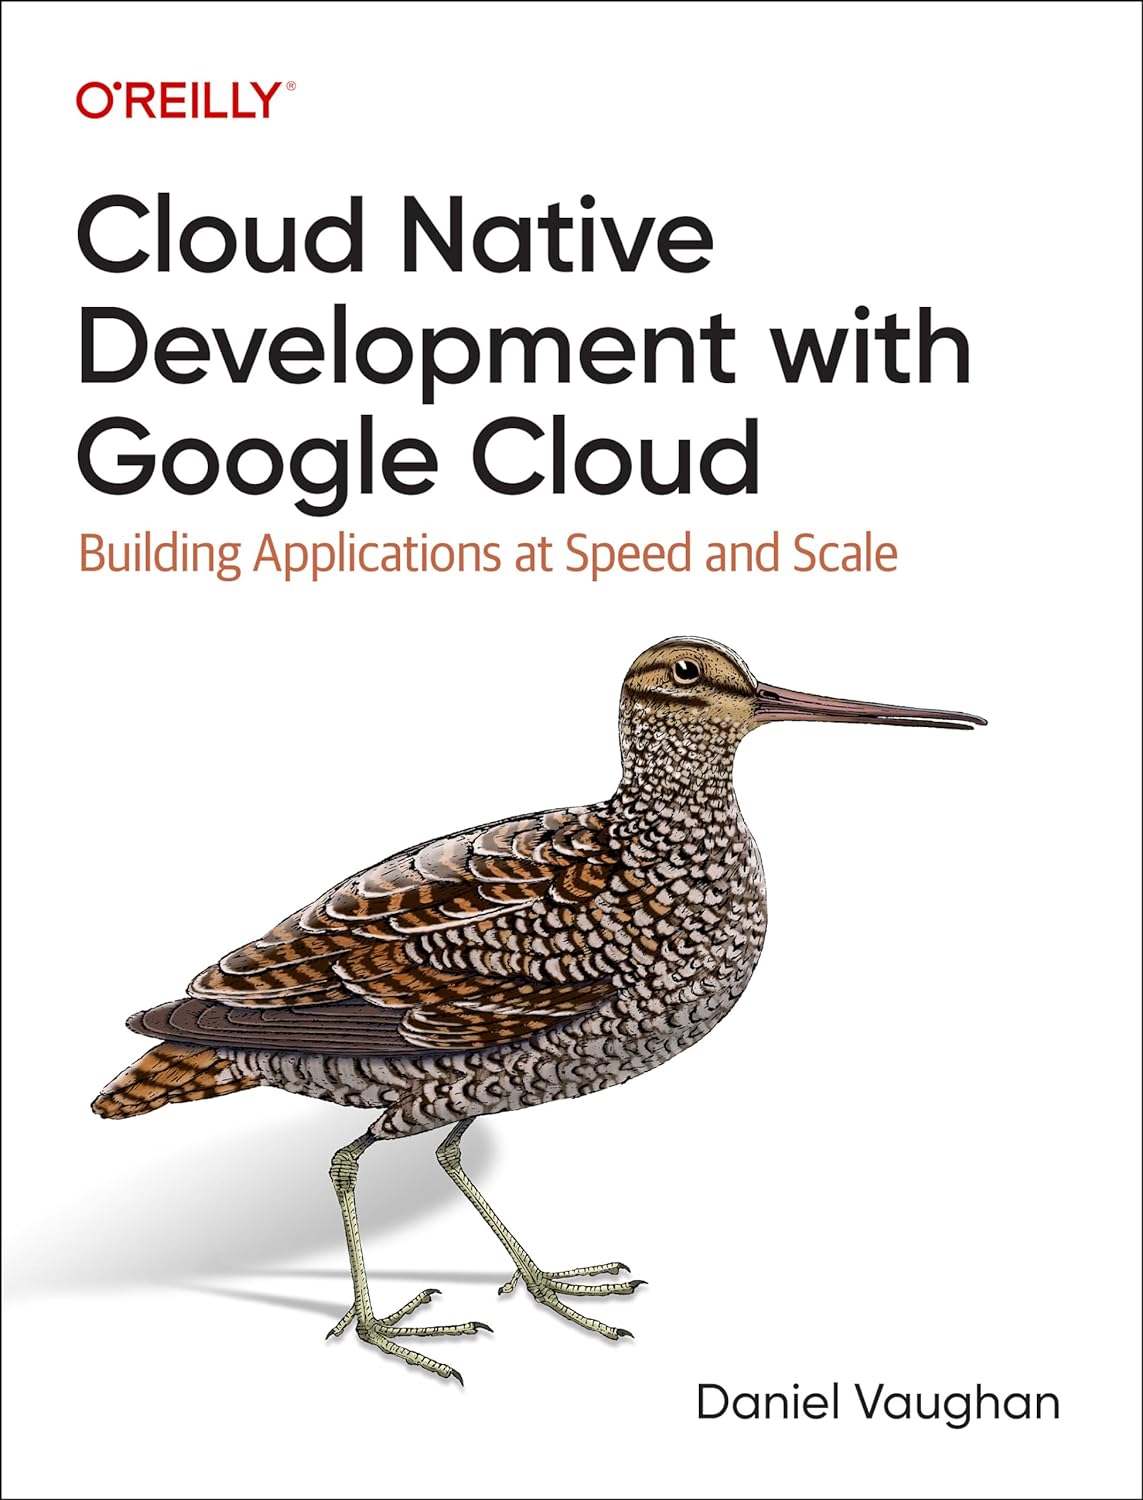 O'REILLY®
Cloud Native
Development with
Google Cloud
Building Applications at Speed and Scale
Daniel Vaughan